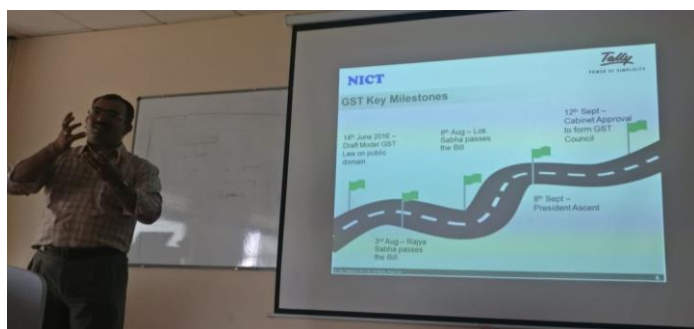 NICT
Tally
POWER OF SIMPLICITY
GST Key Milestones
14th June 2016 –
Draft Model GST
Law on public
domain
8th Aug – Lok
Sabha passes
the Bill
12th Sept –
Cabinet Approval
to form GST
Council
3rd Aug – Rajya
Sabha passes
the Bill
8th Sept –
President Ascent